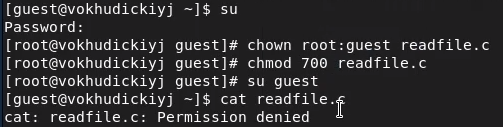 [guest@vokhudickiyj ~]$ su
Password:
[root@vokhudickiyj guest]# chown root:guest readfile.c
[root@vokhudickiyj guest]# chmod 700 readfile.c
[root@vokhudickiyj guest]# su guest
[guest@vokhudickiyj ~]$ cat readfile.c
cat: readfile.c: Permission denied